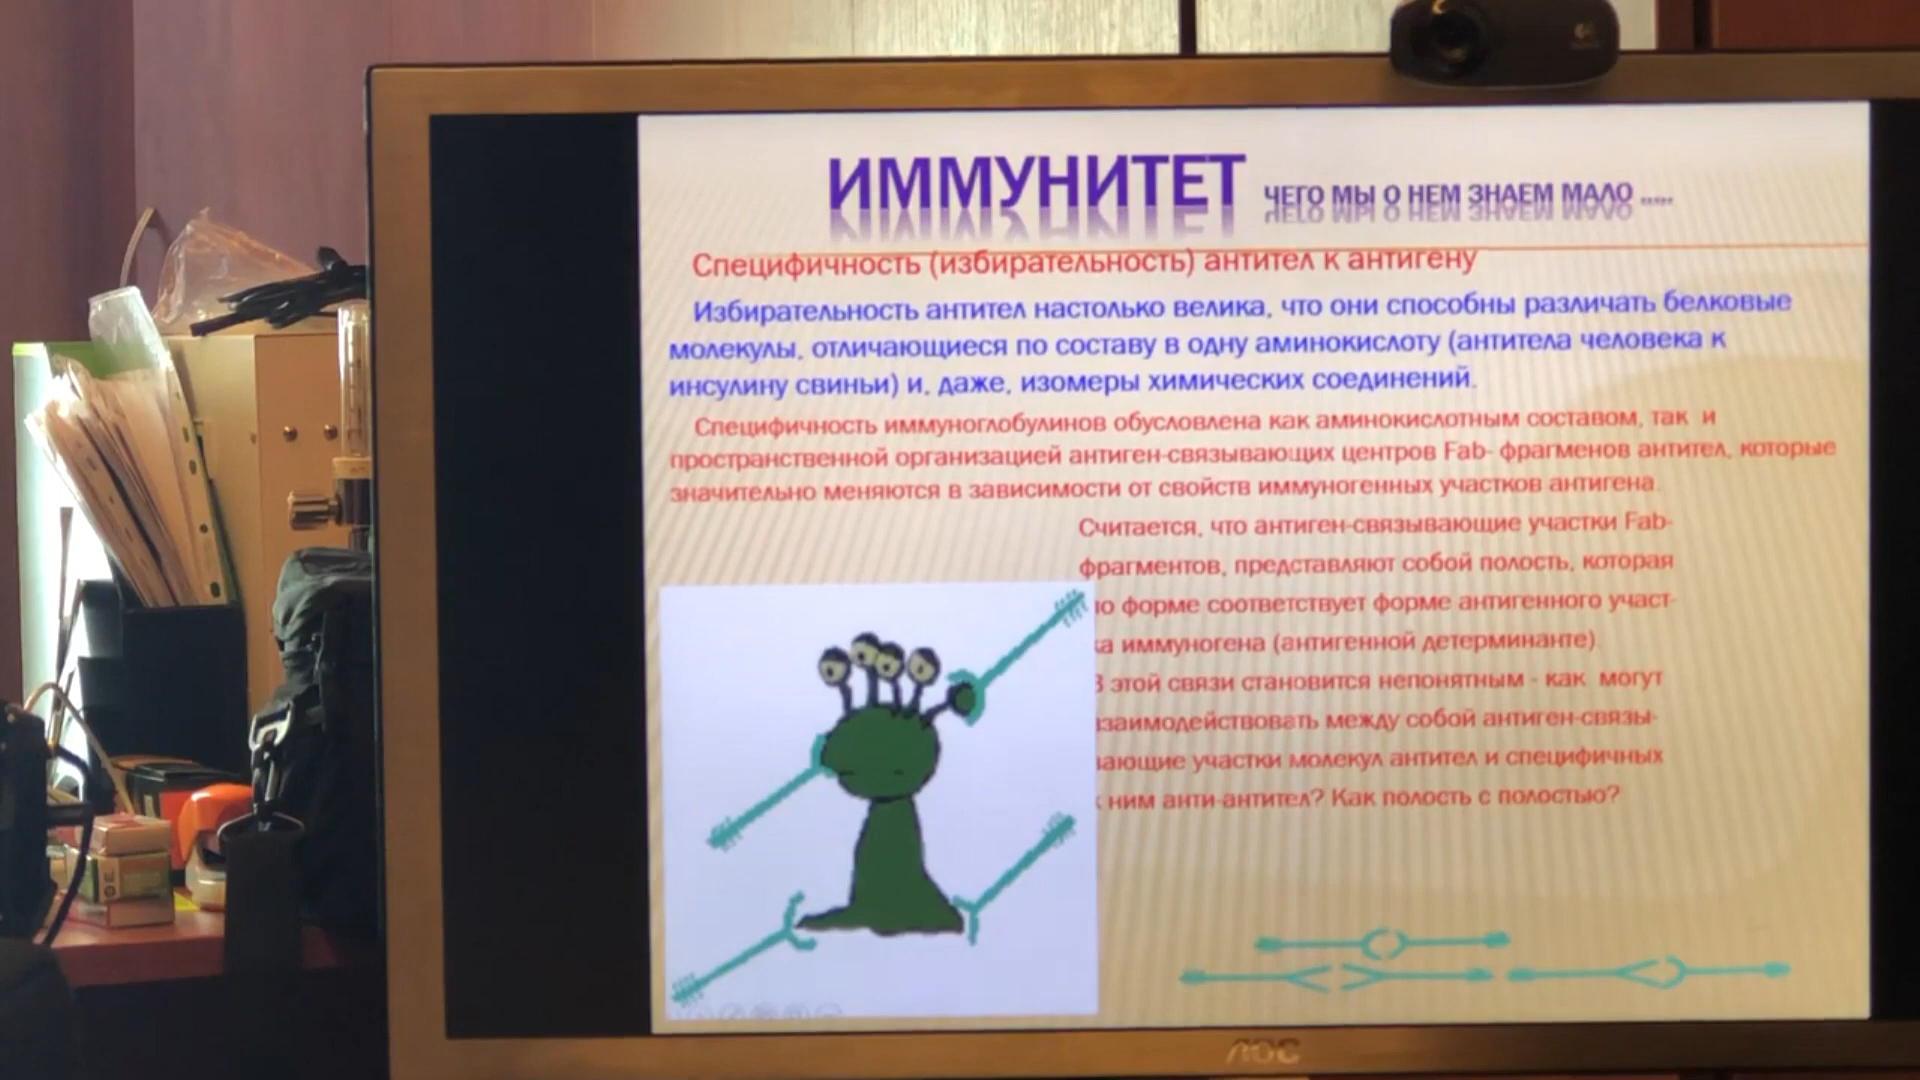 ИММУНИТЕТ ЧЕГО МЫ О НЕМ ЗНАЕМ МАЛО .....
Специфичность (избирательность) антител к антигену
Избирательность антител настолько велика, что они способны различать белковые
молекулы, отличающиеся по составу в одну аминокислоту (антитела человека к
инсулину свиньи) и, даже, изомеры химических соединений.
Специфичность иммуноглобулинов обусловлена как аминокислотным составом, так и
пространственной организацией антиген-связывающих центров Fab- фрагменов антител, которые
значительно меняются в зависимости от свойств иммуногенных участков антигена.
Считается, что антиген-связывающие участки Fab-
фрагментов, представляют собой полость, которая
по форме соответствует форме антигенного участ-
ка иммуногена (антигенной детерминанте).
В этой связи становится непонятным - как могут
взаимодействовать между собой антиген-связы-
вающие участки молекул антител и специфичных
к ним анти-антител? Как полость с полостью?
AOC